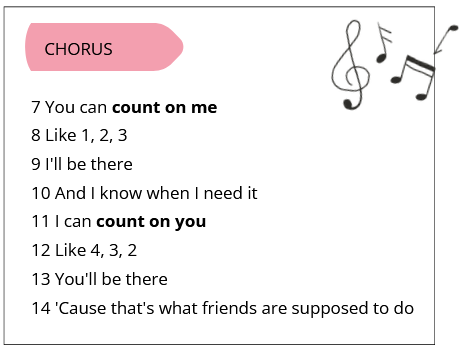 CHORUS
7 You can count on me
8 Like 1, 2, 3
9 I'll be there
10 And I know when I need it
11 I can count on you
12 Like 4, 3, 2
13 You'll be there
14 'Cause that's what friends are supposed to do